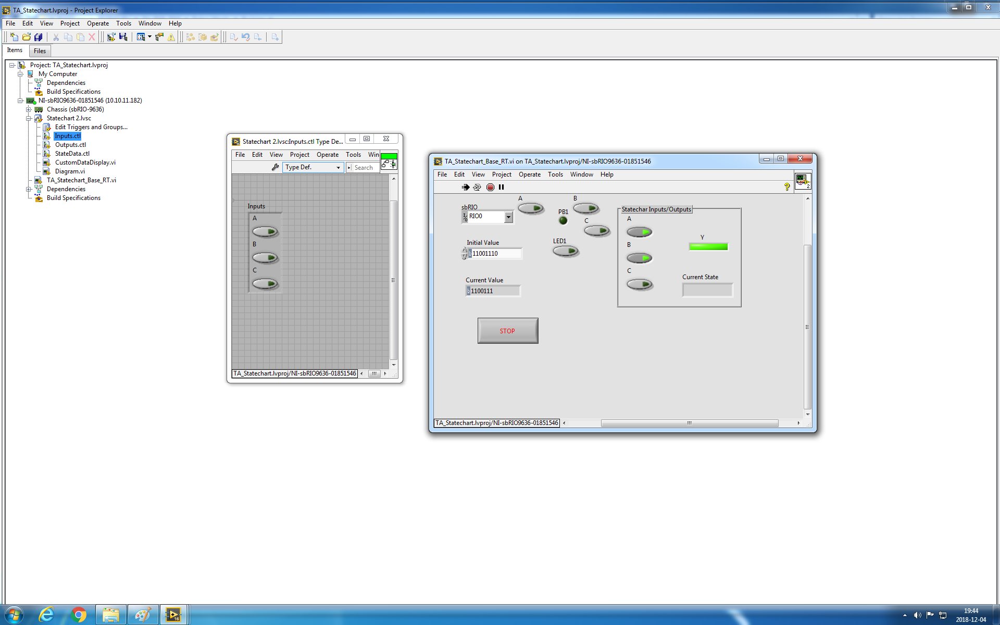 TA_Statechart.lvproj - Project Explorer
File Edit View Project Operate Tools Window Help
Items Files
Project: TA_Statechart.lvproj
My Computer
Dependencies
Build Specifications
NI-sbRIO9636-01851546 (10.10.11.182)
Chassis (sbRIO-9636)
Statechart 2.lvsc
Edit Triggers and Groups...
Inputs.ctl
Outputs.ctl
StateData.ctl
CustomDataDisplay.vi
Diagram.vi
TA_Statechart_Base_RT.vi
Dependencies
Build Specifications
Statechart 2.lvsc:Inputs.ctl Type De...
File Edit View Project Operate Tools Win
Type Def. Search
Inputs
A
B
C
TA_Statechart.lvproj/NI-sbRIO9636-01851546
TA_Statechart_Base_RT.vi on TA_Statechart.lvproj/NI-sbRIO9636-01851546
File Edit View Project Operate Tools Window Help
2
sbRIO
I/O RIO0
A
B
PB1
C
LED1
Initial Value
b 11001110
Current Value
b 1100111
STOP
Statechar Inputs/Outputs
A
B
C
Y
Current State
TA_Statechart.lvproj/NI-sbRIO9636-01851546
16
19:44
2018-12-04